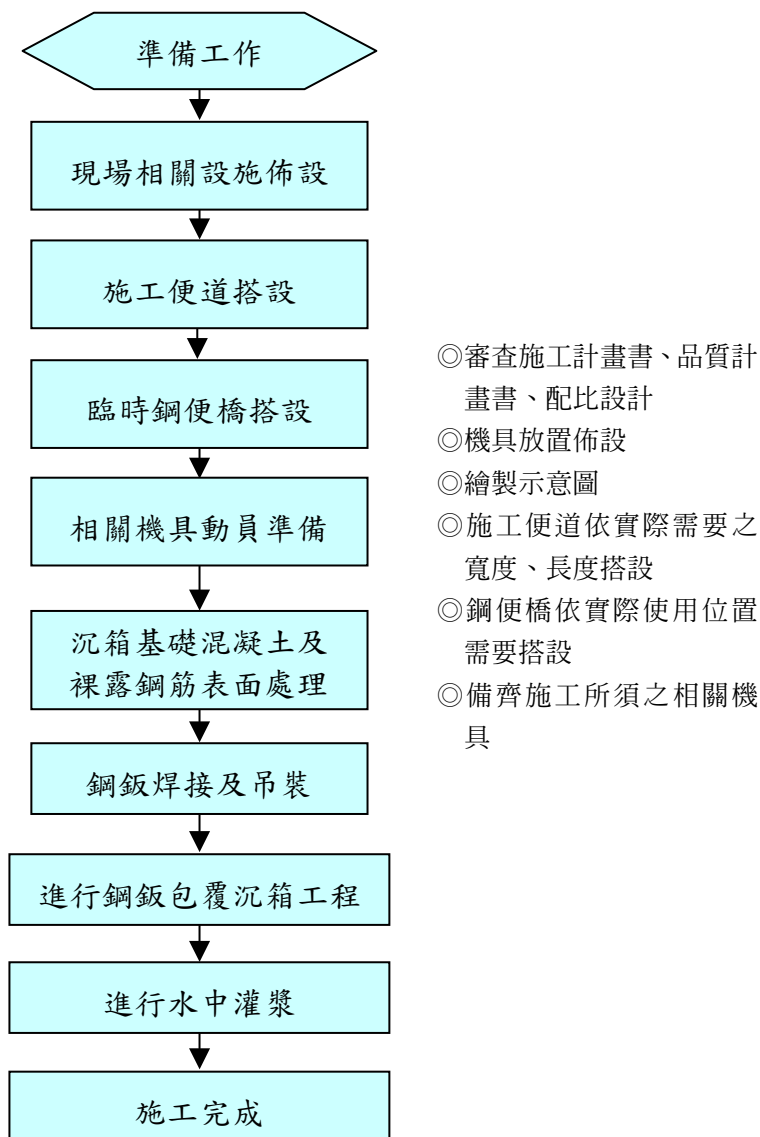 準備工作
現場相關設施佈設
施工便道搭設
臨時鋼便橋搭設
相關機具動員準備
沉箱基礎混凝土及
裸露鋼筋表面處理
鋼鈑焊接及吊裝
進行鋼鈑包覆沉箱工程
進行水中灌漿
施工完成
◎審查施工計畫書、品質計
畫書、配比設計
◎機具放置佈設
◎繪製示意圖
◎施工便道依實際需要之
寬度、長度搭設
◎鋼便橋依實際使用位置
需要搭設
◎備齊施工所須之相關機
具